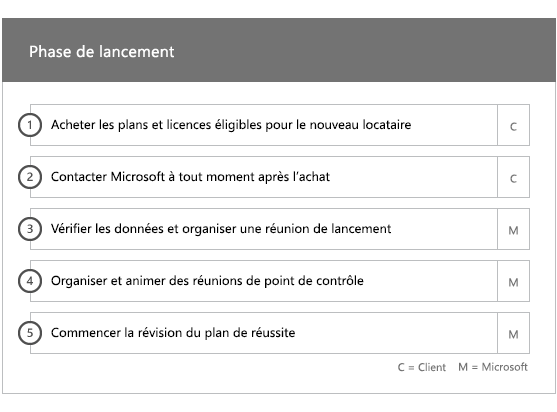 Phase de lancement
1 Acheter les plans et licences éligibles pour le nouveau locataire C
2 Contacter Microsoft à tout moment après l'achat C
3 Vérifier les données et organiser une réunion de lancement M
4 Organiser et animer des réunions de point de contrôle M
5 Commencer la révision du plan de réussite M
C = Client M = Microsoft